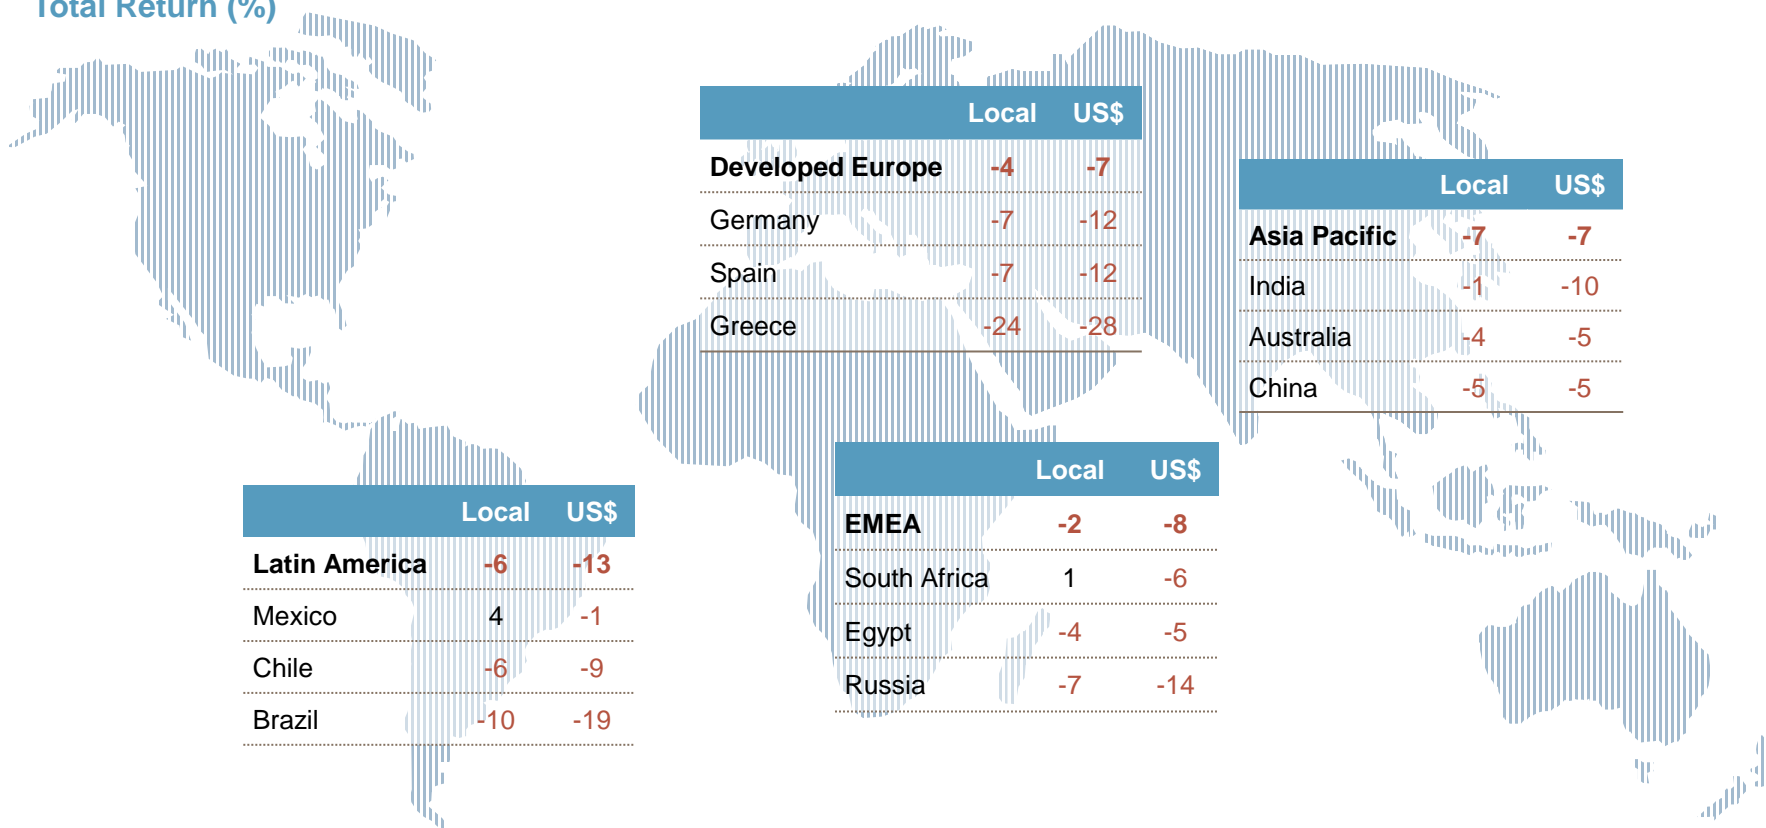 Total Return (%)
Local US$
Developed Europe -4 -7
Germany -7 -12
Spain -7 -12
Greece -24 -28
Local US$
Asia Pacific -7 -7
India -1 -10
Australia -4 -5
China -5 -5
Local US$
Latin America -6 -13
Mexico 4 -1
Chile -6 -9
Brazil -10 -19
Local US$
EMEA -2 -8
South Africa 1 -6
Egypt -4 -5
Russia -7 -14